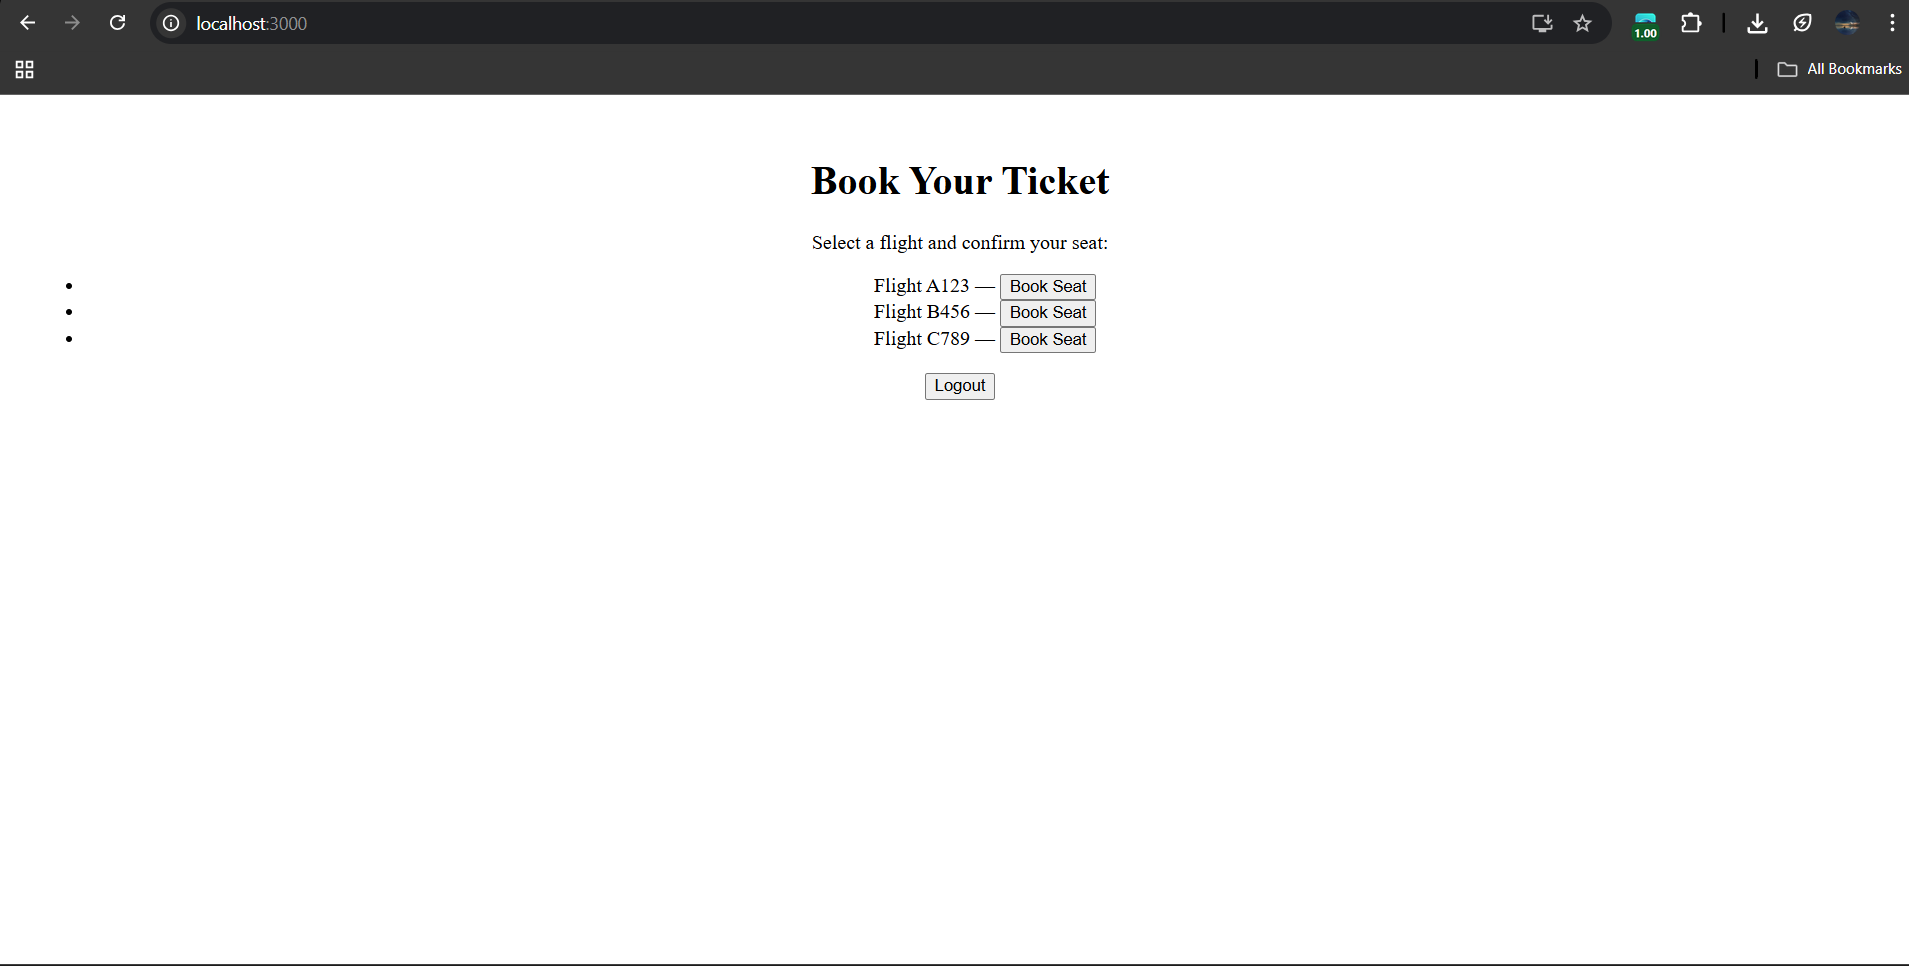 localhost:3000
1.00
All Bookmarks
Book Your Ticket
Select a flight and confirm your seat:
• Flight A123 — Book Seat
• Flight B456 — Book Seat
• Flight C789 — Book Seat
Logout